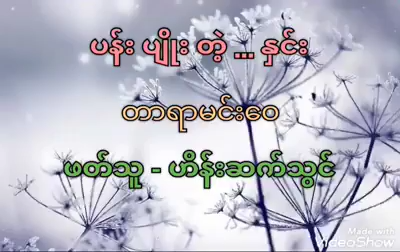 ပန်း ပျိုး တဲ့ ... နှင်း
တာရာမင်းဝေ
ဖတ်သူ - ဟိန်းဆက်သွင်
Made with
VideoShow